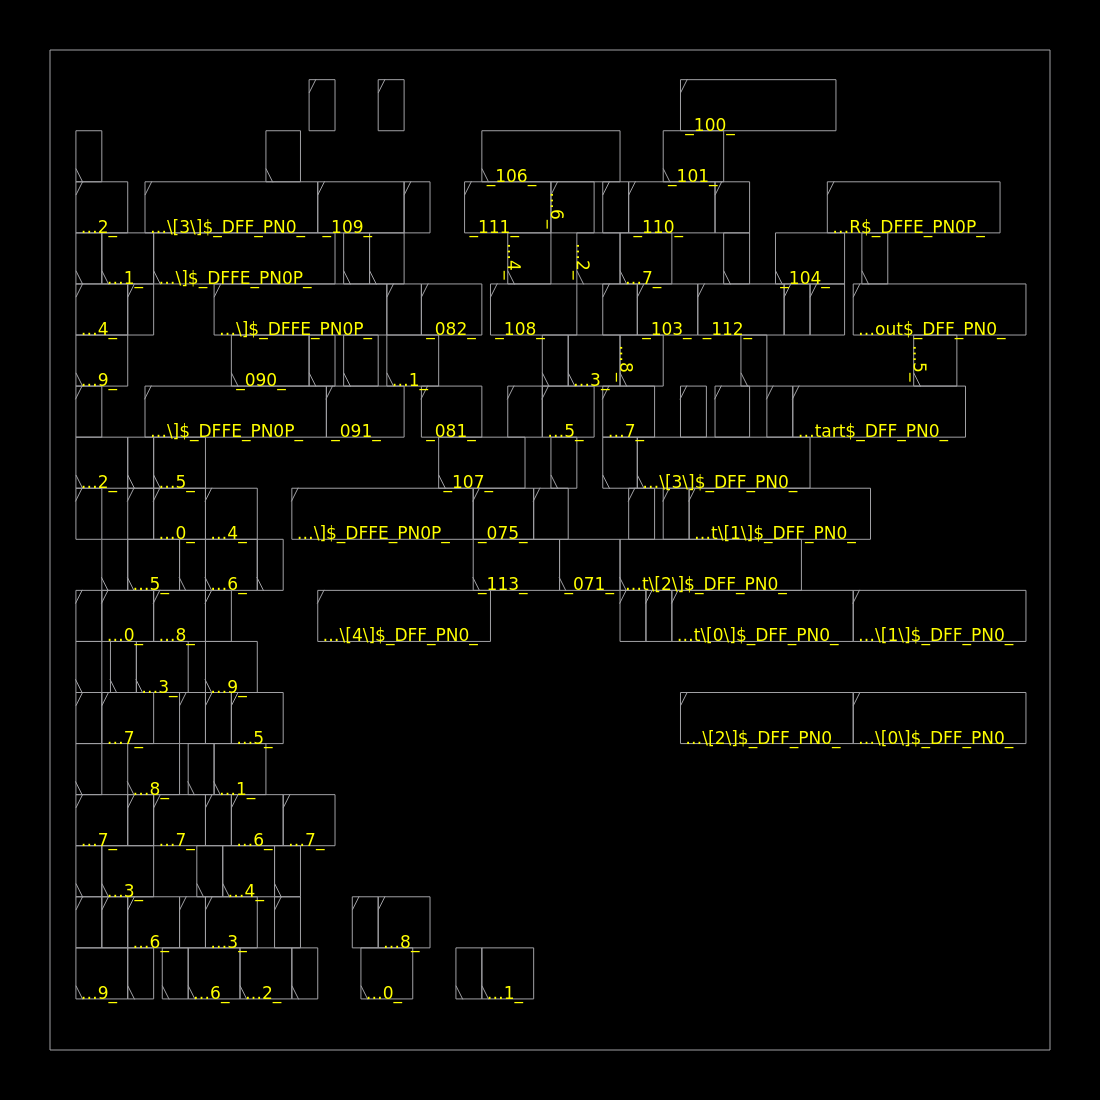 _100_
_106_ _101_
...2_ ...\[3\]$_DFF_PN0_ _109_ _111_ ...6_ _110_ ...R$_DFFE_PN0P_
...1_ ...\]$_DFFE_PN0P_ ...4_ ...2_ ...7_ _104_
...4_ ...\]$_DFFE_PN0P_ _082_ _108_ _103_ _112_ ...out$_DFF_PN0_
...9_ _090_ ...1_ ...3_ ...8_ ...5_
...\]$_DFFE_PN0P_ _091_ _081_ ...5_ ...7_ ...tart$_DFF_PN0_
...2_ ...5_ _107_ ...\[3\]$_DFF_PN0_
...0_ ...4_ ...\]$_DFFE_PN0P_ _075_ ...t\[1\]$_DFF_PN0_
...5_ ...6_ _113_ _071_ ...t\[2\]$_DFF_PN0_
...0_ ...8_ ...\[4\]$_DFF_PN0_ ...t\[0\]$_DFF_PN0_ ...\[1\]$_DFF_PN0_
...3_ ...9_
...7_ ...5_ ...\[2\]$_DFF_PN0_ ...\[0\]$_DFF_PN0_
...8_ ...1_
...7_ ...7_ ...6_ ...7_
...3_ ...4_
...6_ ...3_ ...8_
...9_ ...6_ ...2_ ...0_ ...1_